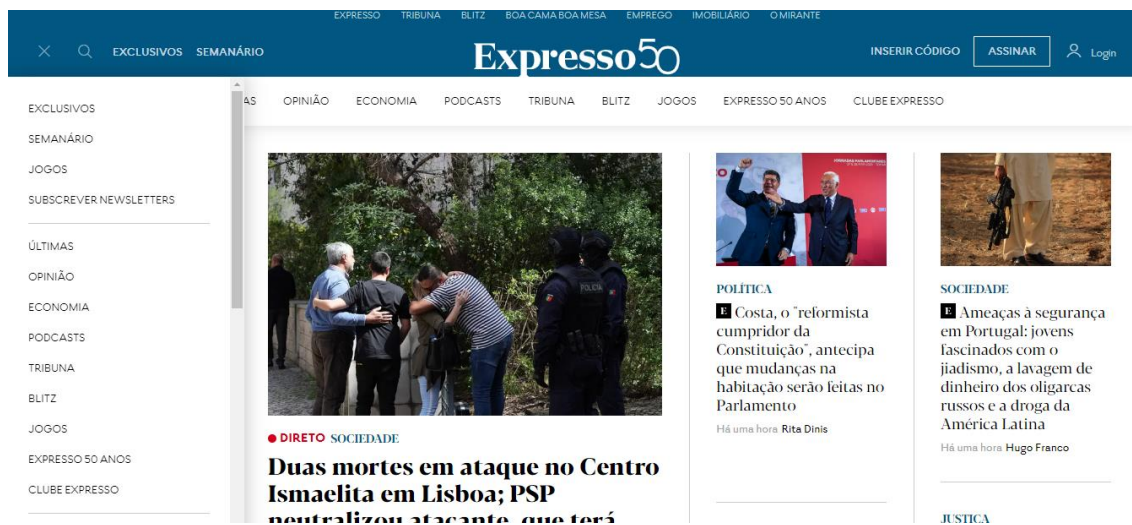 EXPRESSO TRIBUNA BLITZ BOA CAMA BOA MESA EMPREGO IMOBILIÁRIO O MIRANTE
EXCLUSIVOS SEMANÁRIO
Expresso50
INSERIR CÓDIGO ASSINAR Login
AS OPINIÃO ECONOMIA PODCASTS TRIBUNA BLITZ JOGOS EXPRESSO 50 ANOS CLUBE EXPRESSO
EXCLUSIVOS
SEMANÁRIO
JOGOS
SUBSCREVER NEWSLETTERS
ÚLTIMAS
OPINIÃO
ECONOMIA
PODCASTS
TRIBUNA
BLITZ
JOGOS
EXPRESSO 50 ANOS
CLUBE EXPRESSO
POLÍCIA
DIRETO SOCIEDADE
Duas mortes em ataque no Centro
Ismaelita em Lisboa; PSP
neutralizou atacante, que terá
POLÍTICA
E Costa, o "reformista
cumpridor da
Constituição", antecipa
que mudanças na
habitação serão feitas no
Parlamento
Há uma hora Rita Dinis
SOCIEDADE
E Ameaças à segurança
em Portugal: jovens
fascinados com o
jiadismo, a lavagem de
dinheiro dos oligarcas
russos e a droga da
América Latina
Há uma hora Hugo Franco
JUSTIÇA